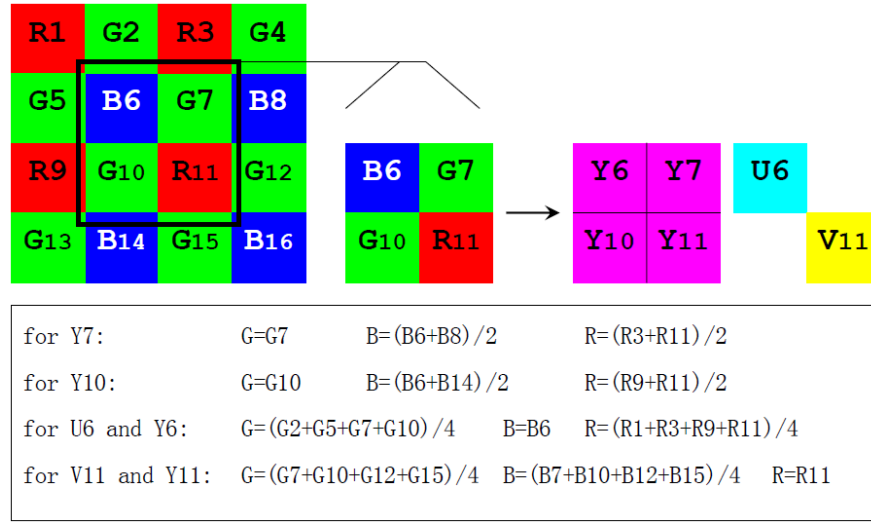 R1 G2 R3 G4
G5 B6 G7 B8
R9 G10 R11 G12
G13 B14 G15 B16
B6 G7
G10 R11
Y6 Y7
Y10 Y11
U6
V11
for Y7: G=G7 B=(B6+B8)/2 R=(R3+R11)/2
for Y10: G=G10 B=(B6+B14)/2 R=(R9+R11)/2
for U6 and Y6: G=(G2+G5+G7+G10)/4 B=B6 R=(R1+R3+R9+R11)/4
for V11 and Y11: G=(G7+G10+G12+G15)/4 B=(B7+B10+B12+B15)/4 R=R11